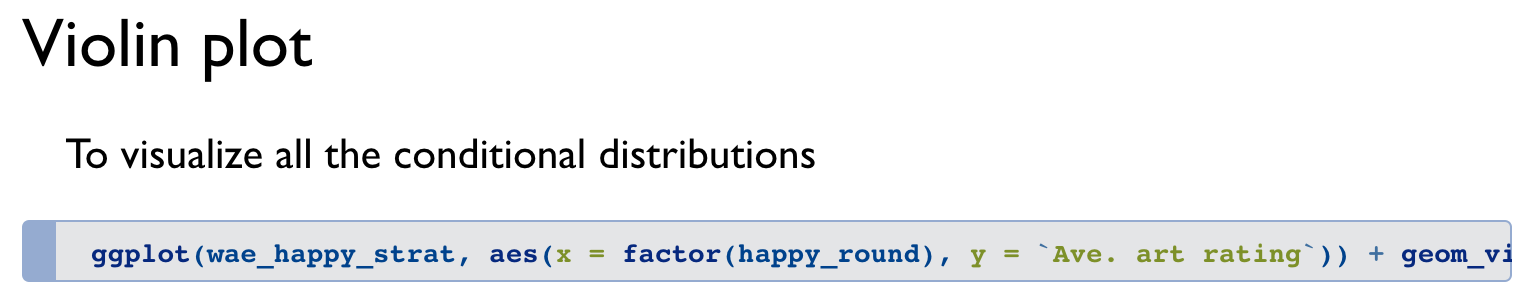 Violin plot
To visualize all the conditional distributions
ggplot(wae_happy_strat, aes(x = factor(happy_round), y = `Ave. art rating`)) + geom_vi